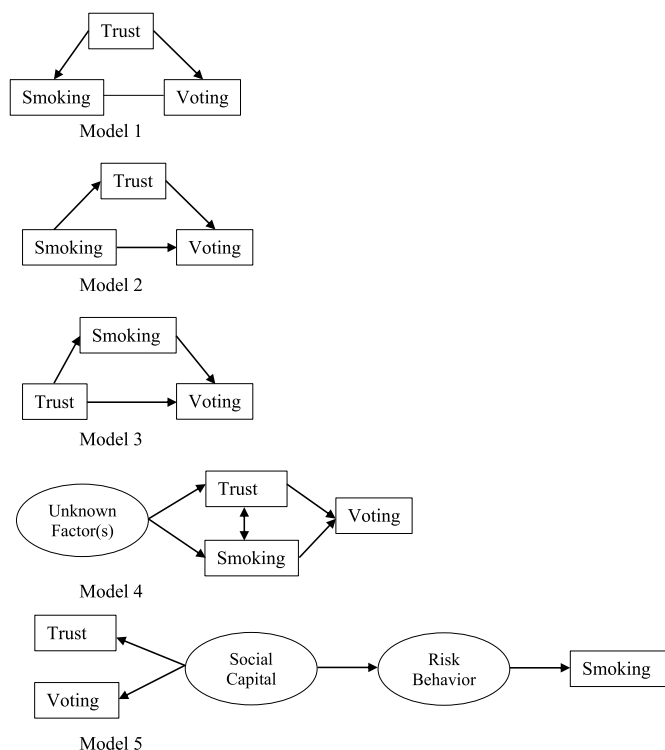 Trust
Smoking
Voting
Model 1
Trust
Smoking
Voting
Model 2
Smoking
Trust
Voting
Model 3
Unknown
Factor(s)
Trust
Smoking
Voting
Model 4
Trust
Voting
Social
Capital
Risk
Behavior
Smoking
Model 5